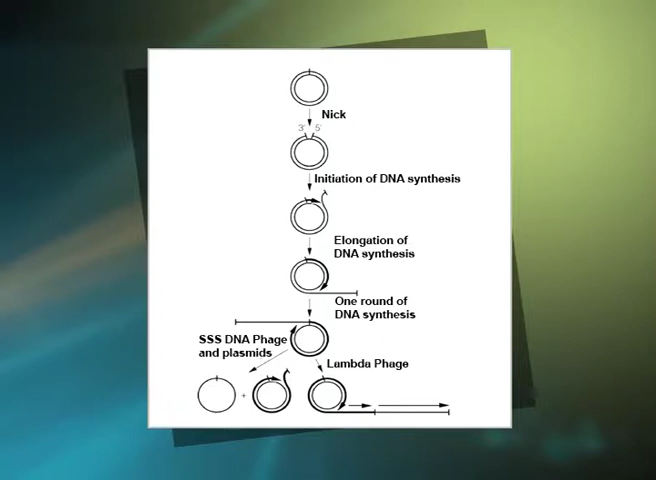 Nick
3' 5'
Initiation of DNA synthesis
Elongation of
DNA synthesis
One round of
DNA synthesis
SSS DNA Phage
and plasmids
Lambda Phage
+